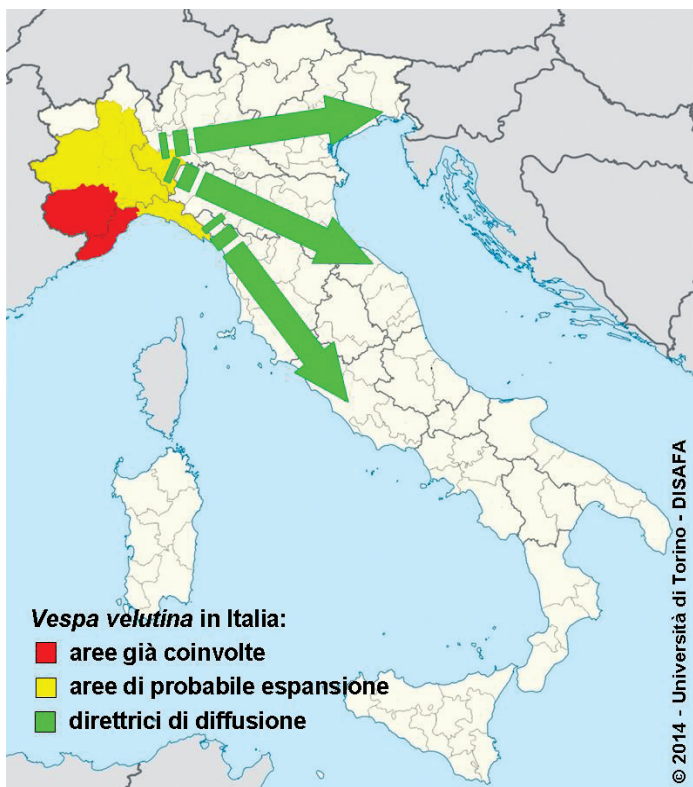 Vespa velutina in Italia:
aree già coinvolte
aree di probabile espansione
direttrici di diffusione
© 2014 - Università di Torino - DISAFA